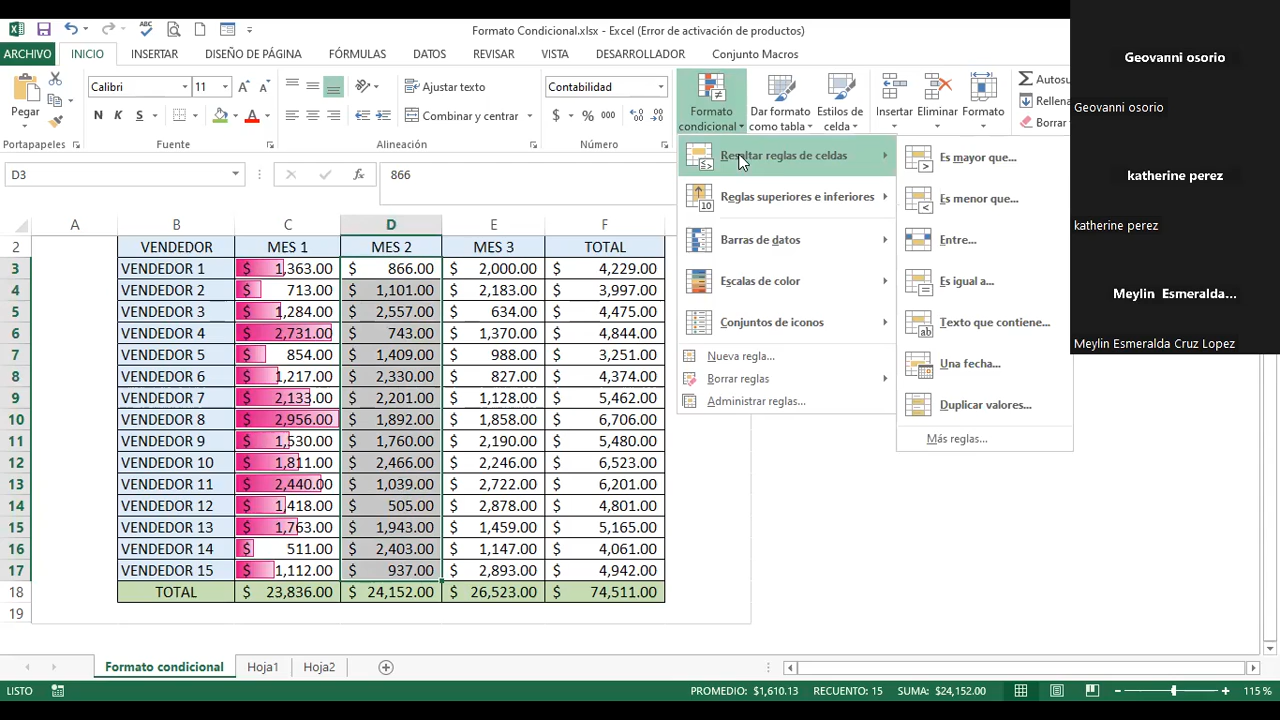 Formato Condicional.xlsx - Excel (Error de activación de productos)
ARCHIVO INICIO INSERTAR DISEÑO DE PÁGINA FÓRMULAS DATOS REVISAR VISTA DESARROLLADOR Conjunto Macros
Pegar
Calibri 11
N K S
Ajustar texto
Combinar y centrar
Contabilidad
$ % 000
Formato condicional
Dar formato como tabla
Estilos de celda
Insertar Eliminar Formato
Autosu
Rellena
Borrar
Portapapeles Fuente Alineación Número
D3 866
A B C D E F
2 VENDEDOR MES 1 MES 2 MES 3 TOTAL
3 VENDEDOR 1 $ 1,363.00 $ 866.00 $ 2,000.00 $ 4,229.00
4 VENDEDOR 2 $ 713.00 $ 1,101.00 $ 2,183.00 $ 3,997.00
5 VENDEDOR 3 $ 1,284.00 $ 2,557.00 $ 634.00 $ 4,475.00
6 VENDEDOR 4 $ 2,731.00 $ 743.00 $ 1,370.00 $ 4,844.00
7 VENDEDOR 5 $ 854.00 $ 1,409.00 $ 988.00 $ 3,251.00
8 VENDEDOR 6 $ 1,217.00 $ 2,330.00 $ 827.00 $ 4,374.00
9 VENDEDOR 7 $ 2,133.00 $ 2,201.00 $ 1,128.00 $ 5,462.00
10 VENDEDOR 8 $ 2,956.00 $ 1,892.00 $ 1,858.00 $ 6,706.00
11 VENDEDOR 9 $ 1,530.00 $ 1,760.00 $ 2,190.00 $ 5,480.00
12 VENDEDOR 10 $ 1,811.00 $ 2,466.00 $ 2,246.00 $ 6,523.00
13 VENDEDOR 11 $ 2,440.00 $ 1,039.00 $ 2,722.00 $ 6,201.00
14 VENDEDOR 12 $ 1,418.00 $ 505.00 $ 2,878.00 $ 4,801.00
15 VENDEDOR 13 $ 1,763.00 $ 1,943.00 $ 1,459.00 $ 5,165.00
16 VENDEDOR 14 $ 511.00 $ 2,403.00 $ 1,147.00 $ 4,061.00
17 VENDEDOR 15 $ 1,112.00 $ 937.00 $ 2,893.00 $ 4,942.00
18 TOTAL $ 23,836.00 $ 24,152.00 $ 26,523.00 $ 74,511.00
19
Resaltar reglas de celdas
Reglas superiores e inferiores
Barras de datos
Escalas de color
Conjuntos de iconos
Nueva regla...
Borrar reglas
Administrar reglas...
Es mayor que...
Es menor que...
Entre...
Es igual a...
Texto que contiene...
Una fecha...
Duplicar valores...
Más reglas...
Geovanni osorio
Geovanni osorio
katherine perez
katherine perez
Meylin Esmeralda...
Meylin Esmeralda Cruz Lopez
Formato condicional Hoja1 Hoja2
LISTO PROMEDIO: $1,610.13 RECUENTO: 15 SUMA: $24,152.00 115 %